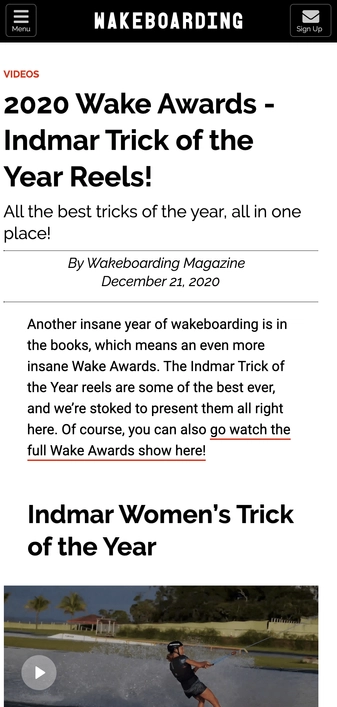 WAKEBOARDING
Menu
Sign Up
VIDEOS
2020 Wake Awards -
Indmar Trick of the
Year Reels!
All the best tricks of the year, all in one
place!
By Wakeboarding Magazine
December 21, 2020
Another insane year of wakeboarding is in
the books, which means an even more
insane Wake Awards. The Indmar Trick of
the Year reels are some of the best ever,
and we’re stoked to present them all right
here. Of course, you can also go watch the
full Wake Awards show here!
Indmar Women’s Trick
of the Year